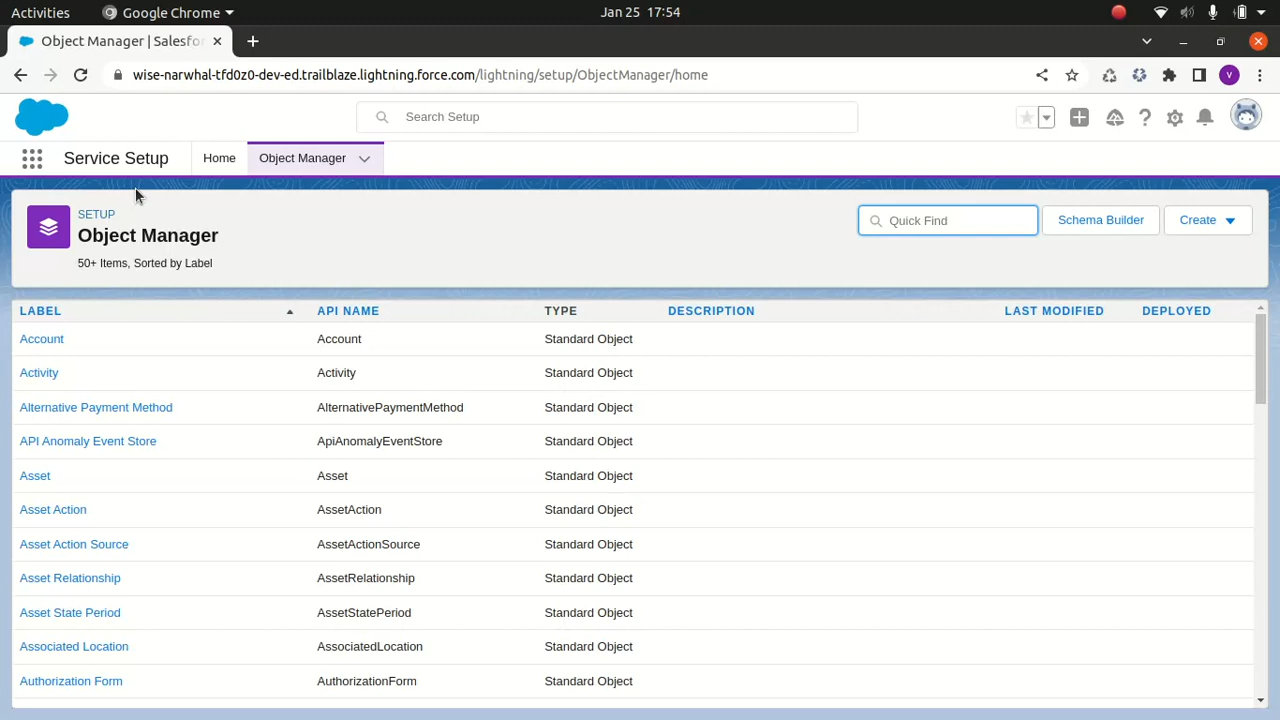 Activities
Google Chrome
Jan 25 17:54
Object Manager | Salesfor
wise-narwhal-tfd0z0-dev-ed.trailblaze.lightning.force.com/lightning/setup/ObjectManager/home
V
Search Setup
Service Setup
Home
Object Manager
SETUP
Object Manager
50+ Items, Sorted by Label
Quick Find
Schema Builder
Create
LABEL API NAME TYPE DESCRIPTION LAST MODIFIED DEPLOYED
Account Account Standard Object
Activity Activity Standard Object
Alternative Payment Method AlternativePaymentMethod Standard Object
API Anomaly Event Store ApiAnomalyEventStore Standard Object
Asset Asset Standard Object
Asset Action AssetAction Standard Object
Asset Action Source AssetActionSource Standard Object
Asset Relationship AssetRelationship Standard Object
Asset State Period AssetStatePeriod Standard Object
Associated Location AssociatedLocation Standard Object
Authorization Form AuthorizationForm Standard Object